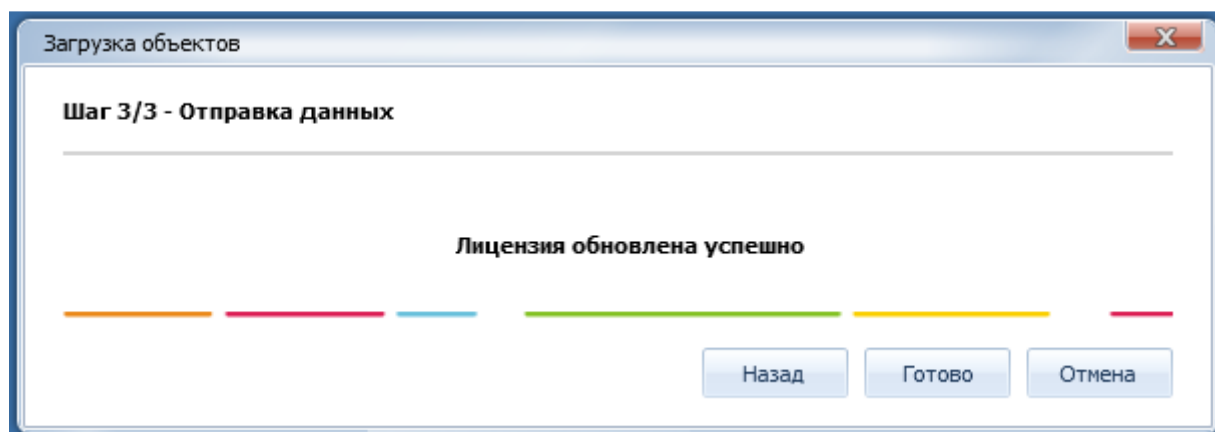 Загрузка объектов
Шаг 3/3 - Отправка данных
Лицензия обновлена успешно
Назад Готово Отмена